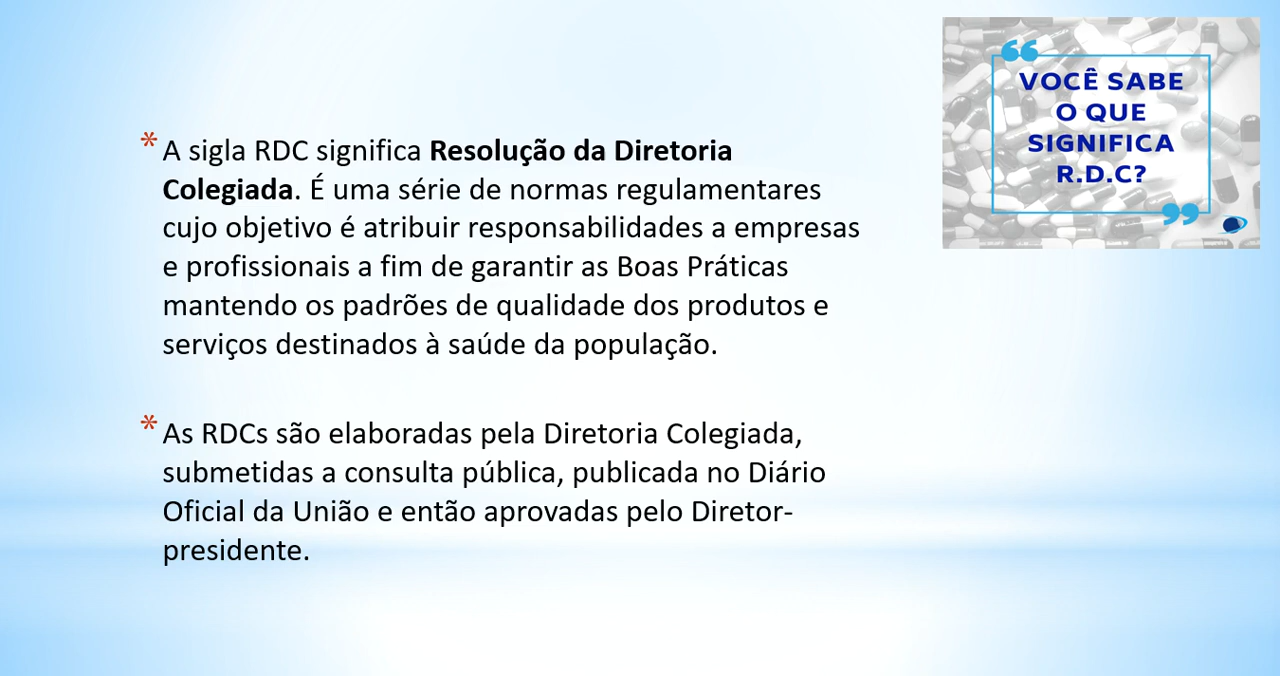 * A sigla RDC significa Resolução da Diretoria
Colegiada. É uma série de normas regulamentares
cujo objetivo é atribuir responsabilidades a empresas
e profissionais a fim de garantir as Boas Práticas
mantendo os padrões de qualidade dos produtos e
serviços destinados à saúde da população.
* As RDCs são elaboradas pela Diretoria Colegiada,
submetidas a consulta pública, publicada no Diário
Oficial da União e então aprovadas pelo Diretor-
presidente.
“
VOCÊ SABE
O QUE
SIGNIFICA
R.D.C?
”